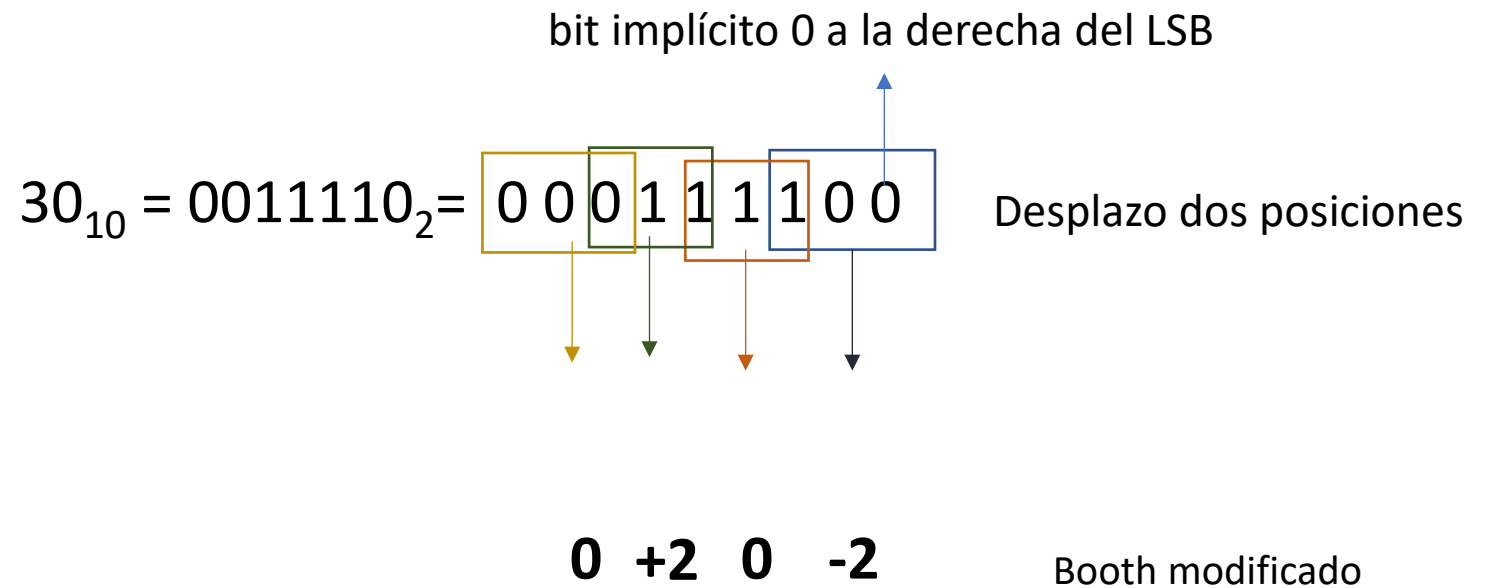 bit implícito 0 a la derecha del LSB
30₁₀ = 0011110₂= 0 0 0 1 1 1 1 0 0 Desplazo dos posiciones
0 +2 0 -2 Booth modificado